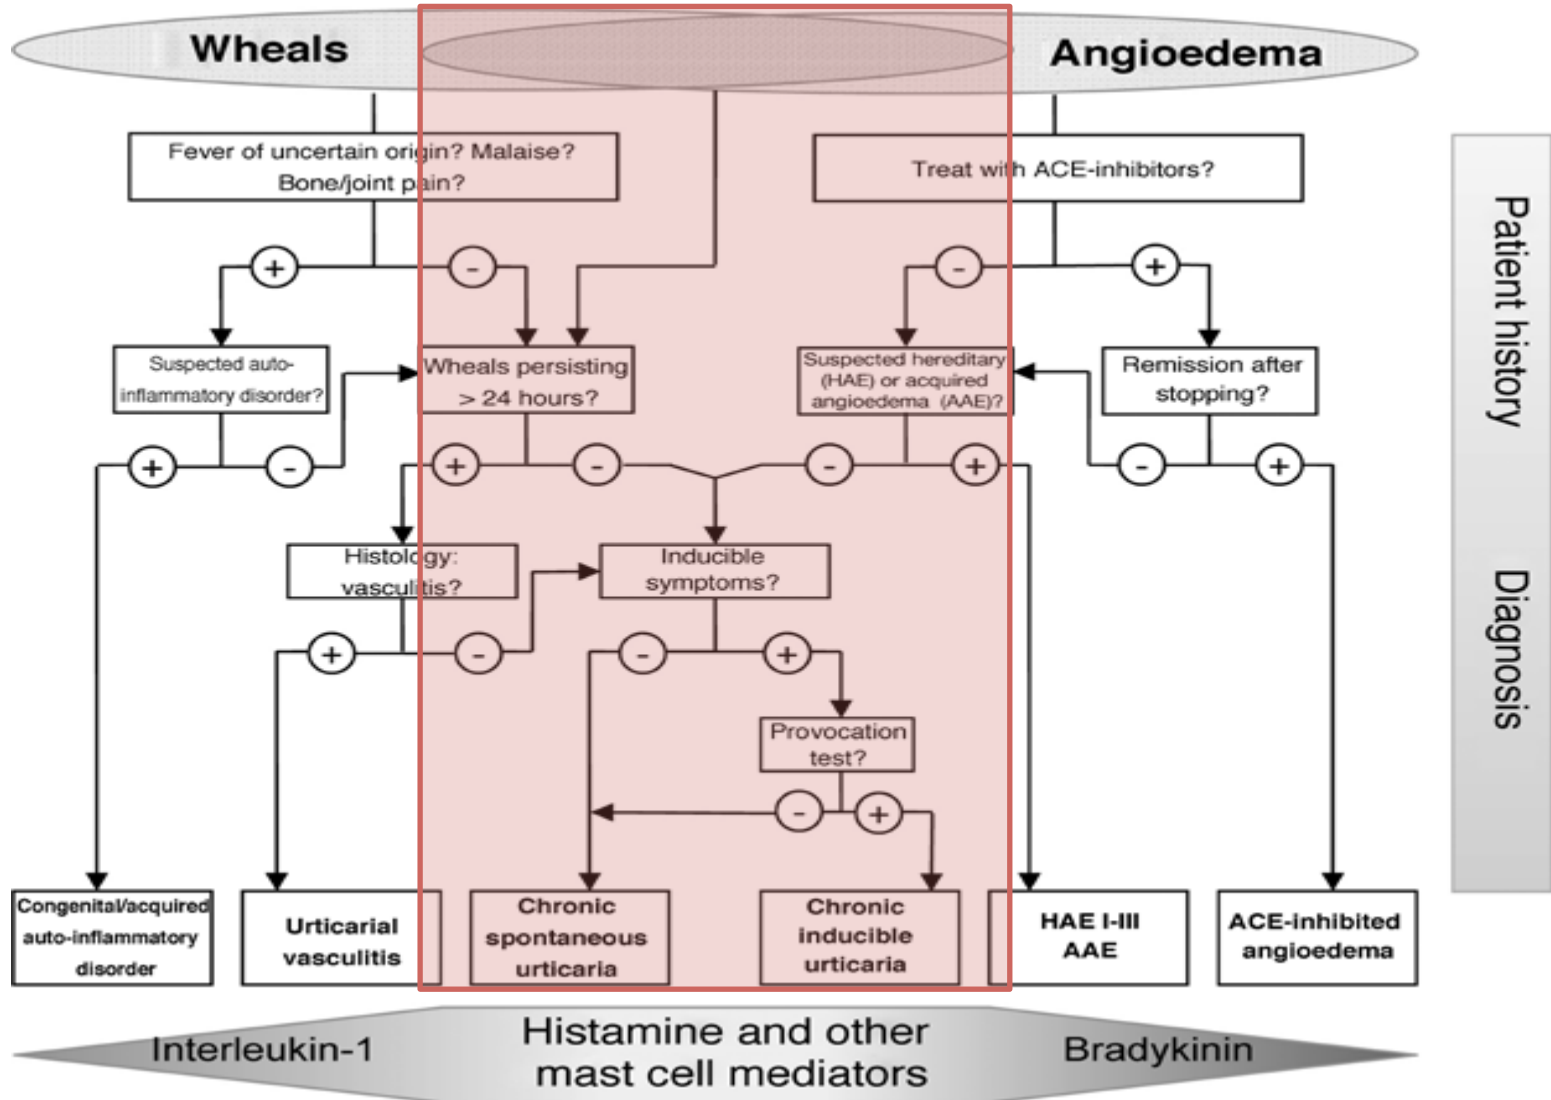 Wheals
Angioedema
Fever of uncertain origin? Malaise?
Bone/joint pain?
Treat with ACE-inhibitors?
+
-
-
+
Suspected auto-
inflammatory disorder?
Wheals persisting
> 24 hours?
Suspected hereditary
(HAE) or acquired
angioedema (AAE)?
Remission after
stopping?
+
-
+
-
-
+
-
+
Histology:
vasculitis?
Inducible
symptoms?
+
-
-
+
Provocation
test?
-
+
Congenital/acquired
auto-inflammatory
disorder
Urticarial
vasculitis
Chronic
spontaneous
urticaria
Chronic
inducible
urticaria
HAE I-III
AAE
ACE-inhibited
angioedema
Interleukin-1
Histamine and other
mast cell mediators
Bradykinin
Patient history
Diagnosis